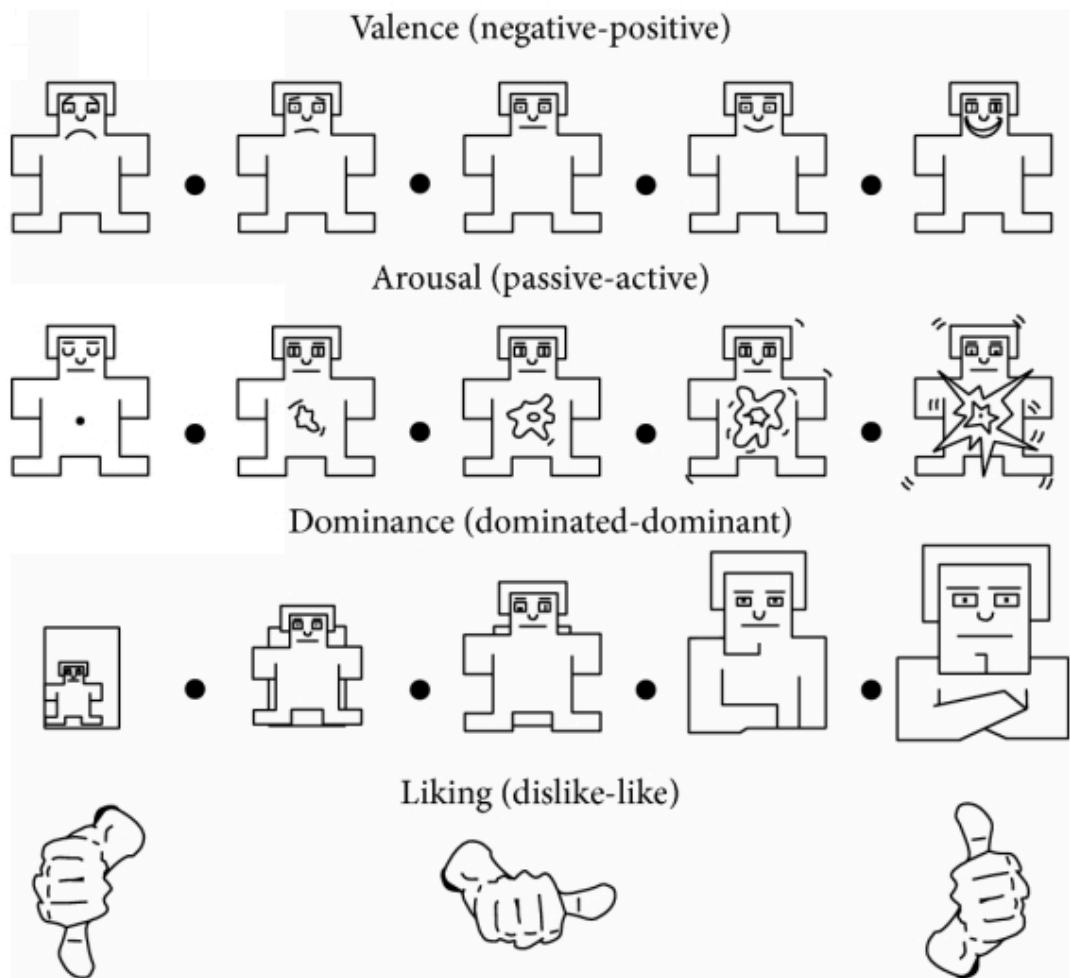 Valence (negative-positive)
Arousal (passive-active)
Dominance (dominated-dominant)
Liking (dislike-like)